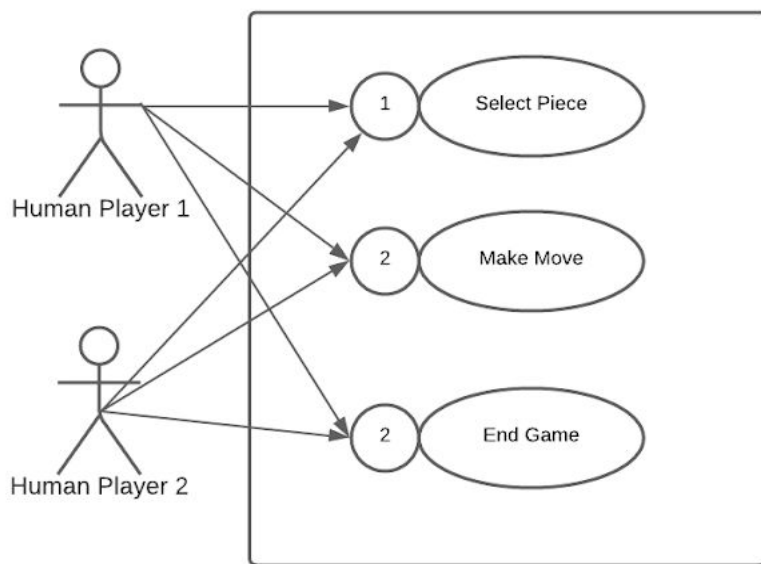 1
Select Piece
Human Player 1
2
Make Move
2
End Game
Human Player 2